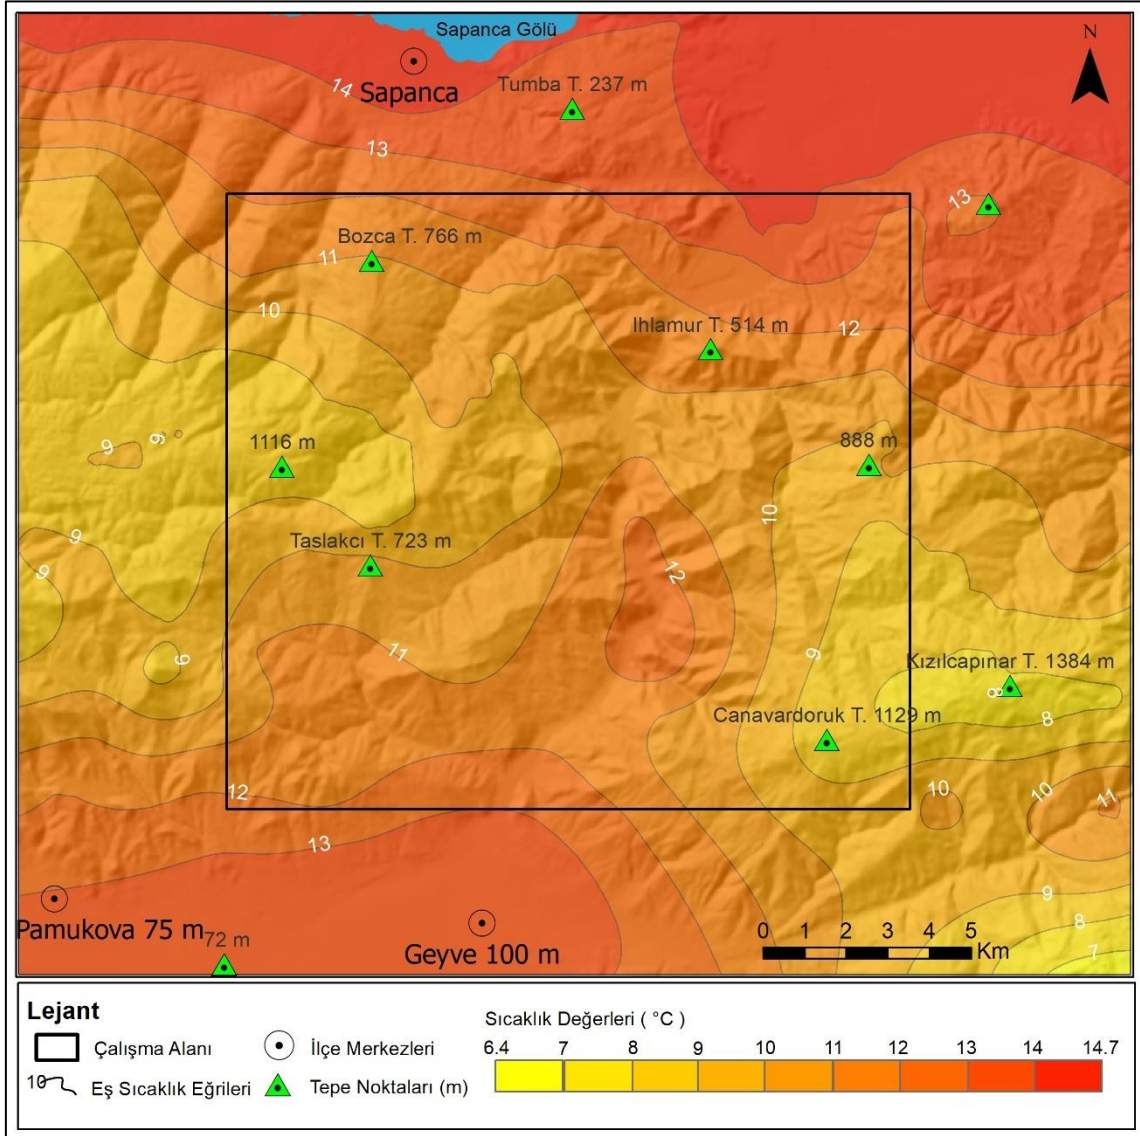 Sapanca Gölü
N
14
Sapanca
Tumba T. 237 m
13
13
Bozca T. 766 m
11
10
Ihlamur T. 514 m
12
9
9
1116 m
888 m
10
9
Taslakcı T. 723 m
9
12
11
9
9
Kızılcapınar T. 1384 m
8
Canavardoruk T. 1129 m
8
12
10
10
11
13
9
Pamukova 75 m
72 m
8
Geyve 100 m
0 1 2 3 4 5
Km
7
Lejant
Çalışma Alanı
İlçe Merkezleri
10
Eş Sıcaklık Eğrileri
Tepe Noktaları (m)
Sıcaklık Değerleri ( °C )
6.4 7 8 9 10 11 12 13 14 14.7